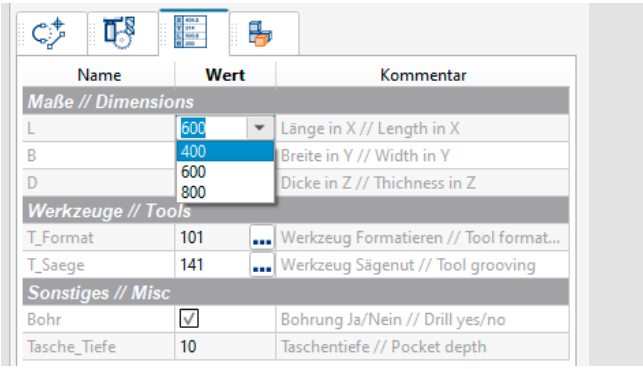 Name Wert Kommentar
Maße // Dimensions
L 600 Länge in X // Length in X
B 400 Breite in Y // Width in Y
600
D 800 Dicke in Z // Thichness in Z
Werkzeuge // Tools
T_Format 101 ... Werkzeug Formatieren // Tool format...
T_Saege 141 ... Werkzeug Sägenut // Tool grooving
Sonstiges // Misc
Bohr Bohrung Ja/Nein // Drill yes/no
Tasche_Tiefe 10 Taschentiefe // Pocket depth